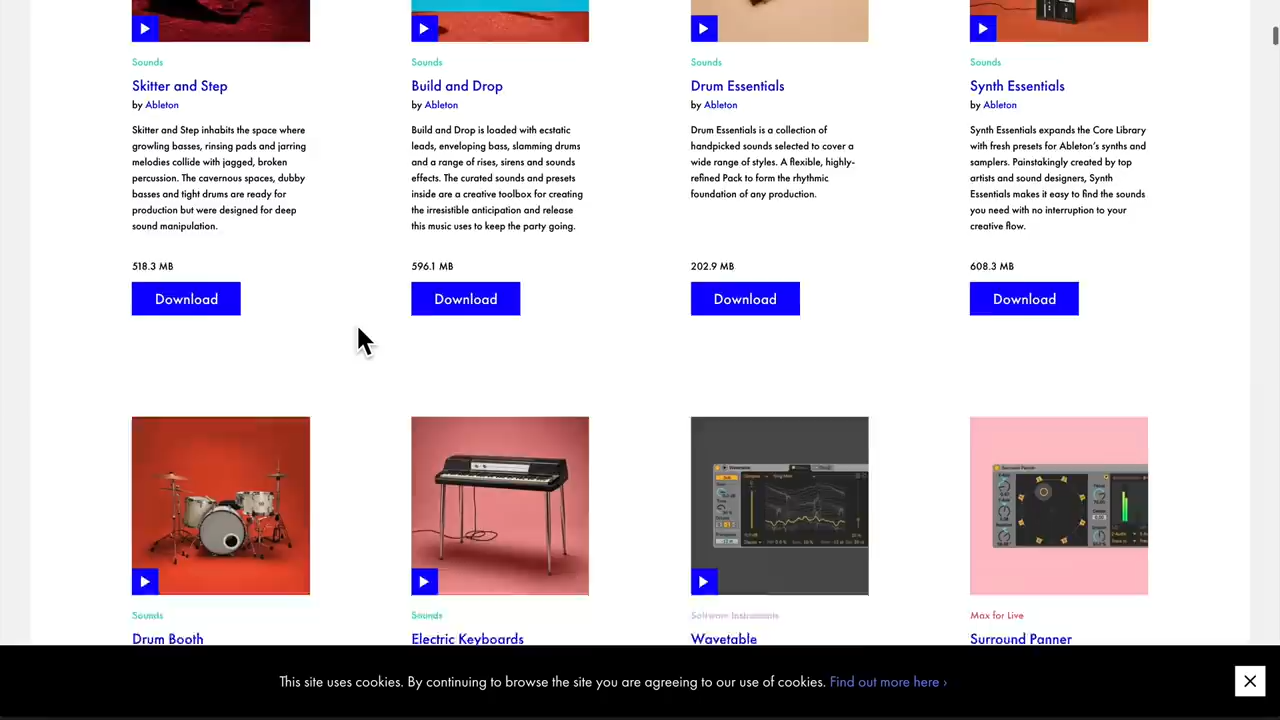 Sounds
Skitter and Step
by Ableton
Skitter and Step inhabits the space where
growling basses, rinsing pads and jarring
melodies collide with jagged, broken
percussion. The cavernous spaces, dubby
basses and tight drums are ready for
production but were designed for deep
sound manipulation.
518.3 MB
Download
Sounds
Build and Drop
by Ableton
Build and Drop is loaded with ecstatic
leads, enveloping bass, slamming drums
and a range of rises, sirens and sounds
effects. The curated sounds and presets
inside are a creative toolbox for creating
the irresistible anticipation and release
this music uses to keep the party going.
596.1 MB
Download
Sounds
Drum Essentials
by Ableton
Drum Essentials is a collection of
handpicked sounds selected to cover a
wide range of styles. A flexible, highly-
refined Pack to form the rhythmic
foundation of any production.
202.9 MB
Download
Sounds
Synth Essentials
by Ableton
Synth Essentials expands the Core Library
with fresh presets for Ableton's synths and
samplers. Painstakingly created by top
artists and sound designers, Synth
Essentials makes it easy to find the sounds
you need with no interruption to your
creative flow.
608.3 MB
Download
Sounds
Drum Booth
Sounds
Electric Keyboards
Wavetable
Software Instruments
Wavetable
Surround Panner
Max for Live
Surround Panner
This site uses cookies. By continuing to browse the site you are agreeing to our use of cookies. Find out more here ›